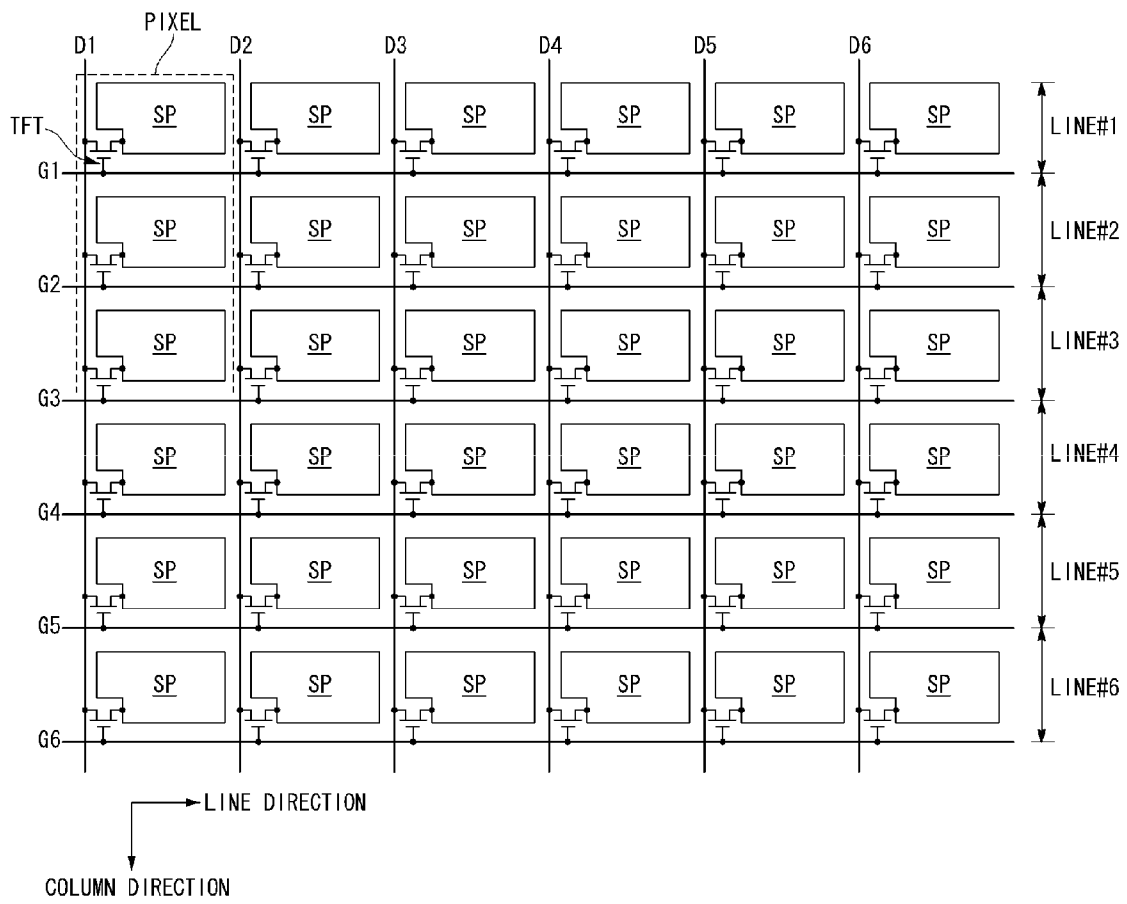 PIXEL
D1 D2 D3 D4 D5 D6
SP SP SP SP SP SP LINE#1
TFT
G1
SP SP SP SP SP SP LINE#2
G2
SP SP SP SP SP SP LINE#3
G3
SP SP SP SP SP SP LINE#4
G4
SP SP SP SP SP SP LINE#5
G5
SP SP SP SP SP SP LINE#6
G6
LINE DIRECTION
COLUMN DIRECTION